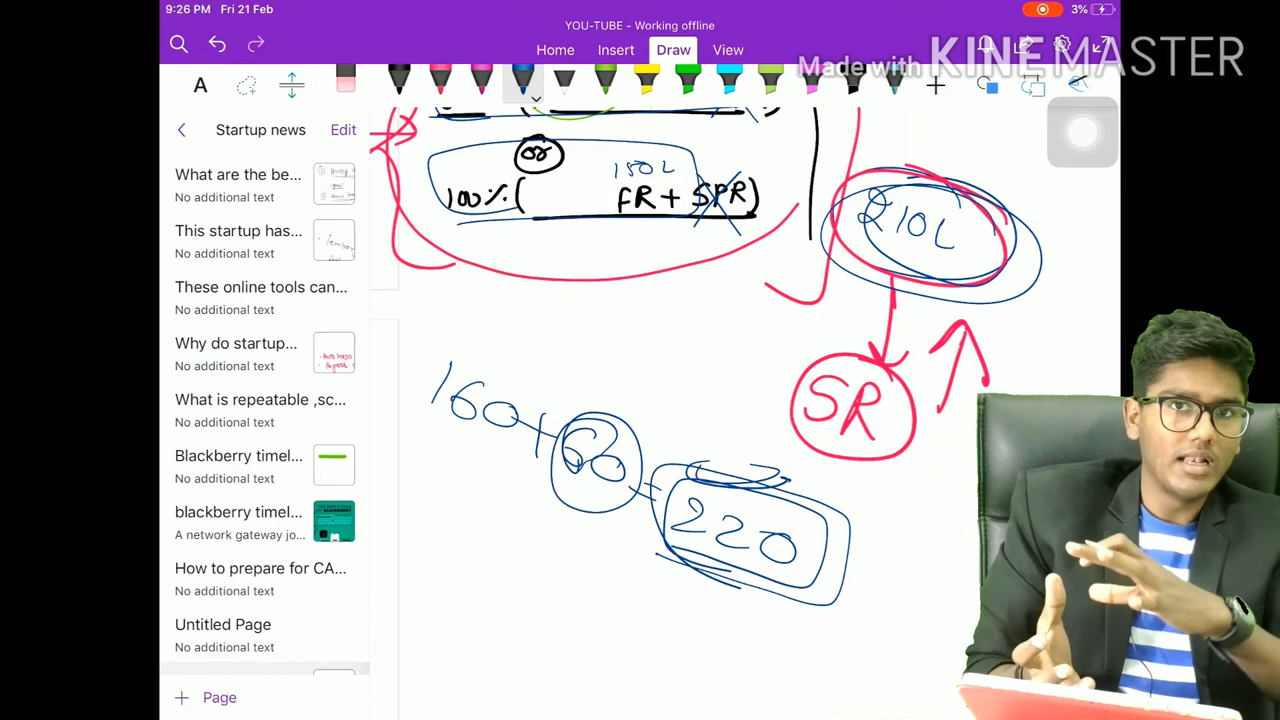 9:26 PM Fri 21 Feb
3%
YOU-TUBE - Working offline
Home Insert Draw View
Made with KINEMASTER
A
Startup news
Edit
What are the be...
No additional text
This startup has...
No additional text
These online tools can...
No additional text
Why do startup...
No additional text
What is repeatable ,sc...
No additional text
Blackberry timel...
No additional text
blackberry timel...
A network gateway jo...
How to prepare for CA...
No additional text
Untitled Page
No additional text
+ Page
or
150L
100% ( FR + SPR)
210L
SR
160 + 60 = 220